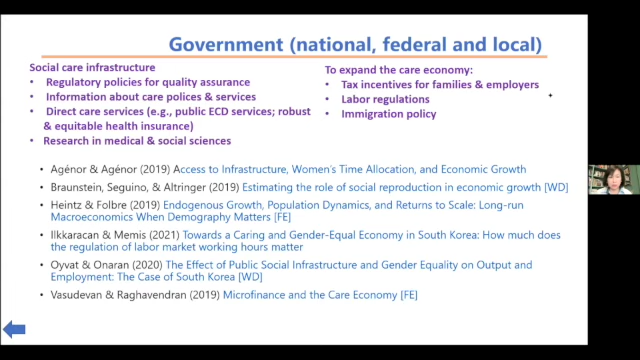 Government (national, federal and local)
Social care infrastructure
• Regulatory policies for quality assurance
• Information about care polices & services
• Direct care services (e.g., public ECD services; robust
& equitable health insurance)
• Research in medical & social sciences
To expand the care economy:
• Tax incentives for families & employers
• Labor regulations
• Immigration policy
• Agénor & Agénor (2019) Access to Infrastructure, Women's Time Allocation, and Economic Growth
• Braunstein, Seguino, & Altringer (2019) Estimating the role of social reproduction in economic growth [WD]
• Heintz & Folbre (2019) Endogenous Growth, Population Dynamics, and Returns to Scale: Long-run
Macroeconomics When Demography Matters [FE]
• Ilkkaracan & Memis (2021) Towards a Caring and Gender-Equal Economy in South Korea: How much does
the regulation of labor market working hours matter
• Oyvat & Onaran (2020) The Effect of Public Social Infrastructure and Gender Equality on Output and
Employment: The Case of South Korea [WD]
• Vasudevan & Raghavendran (2019) Microfinance and the Care Economy [FE]